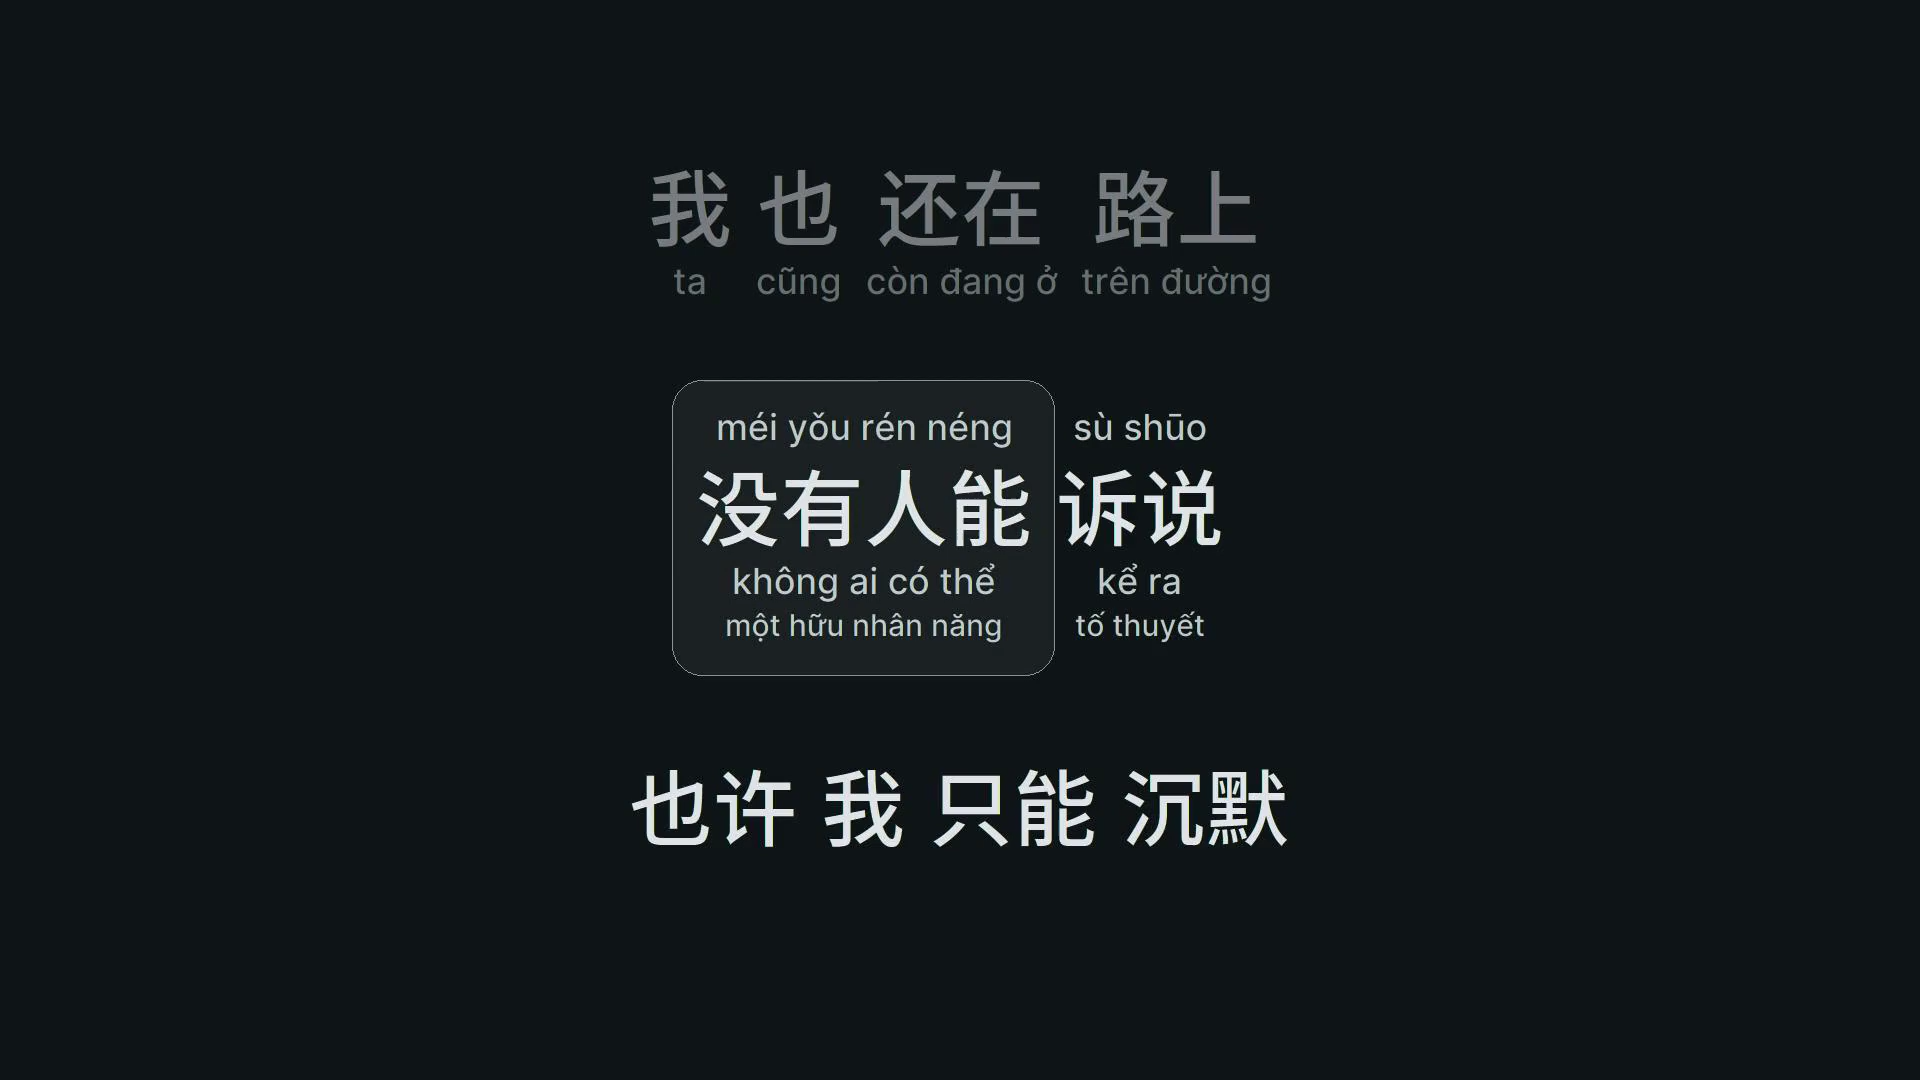 我 也 还在 路上
ta cũng còn đang ở trên đường
méi yǒu rén néng sù shūo
没有人能 诉说
không ai có thể kể ra
một hữu nhân năng tố thuyết
也许 我 只能 沉默